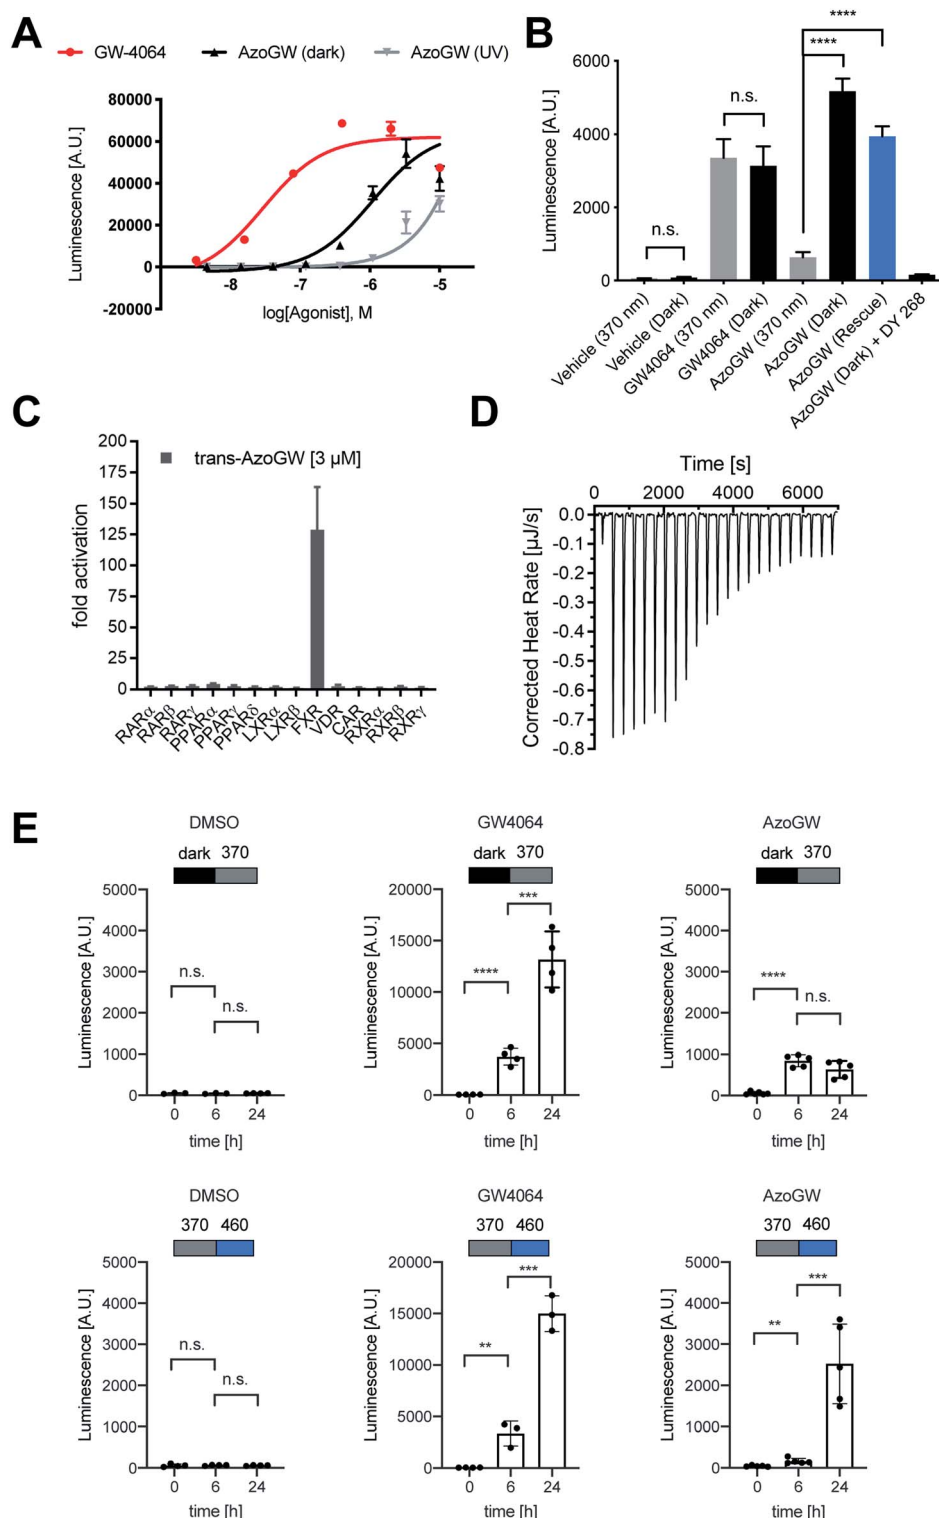 A
GW-4064 AzoGW (dark) AzoGW (UV)
Luminescence [A.U.]
80000
60000
40000
20000
0
-20000
-8 -7 -6 -5
log[Agonist], M
B
Luminescence [A.U.]
6000
4000
2000
0
n.s.
n.s.
****
****
Vehicle (370 nm)
Vehicle (Dark)
GW4064 (370 nm)
GW4064 (Dark)
AzoGW (370 nm)
AzoGW (Dark)
AzoGW (Rescue)
AzoGW (Dark) + DY 268
C
trans-AzoGW [3 µM]
fold activation
200
175
150
125
100
75
50
25
0
RARα
RARβ
RARγ
PPARα
PPARγ
PPARδ
LXRα
LXRβ
FXR
VDR
CAR
RXRα
RXRβ
RXRγ
D
Time [s]
0 2000 4000 6000
Corrected Heat Rate [µJ/s]
0.0
-0.1
-0.2
-0.3
-0.4
-0.5
-0.6
-0.7
-0.8
E
DMSO
dark 370
Luminescence [A.U.]
5000
4000
3000
2000
1000
0
n.s.
n.s.
0 6 24
time [h]
GW4064
dark 370
Luminescence [A.U.]
20000
15000
10000
5000
0
***
****
0 6 24
time [h]
AzoGW
dark 370
Luminescence [A.U.]
5000
4000
3000
2000
1000
0
****
n.s.
0 6 24
time [h]
DMSO
370 460
Luminescence [A.U.]
5000
4000
3000
2000
1000
0
n.s.
n.s.
0 6 24
time [h]
GW4064
370 460
Luminescence [A.U.]
20000
15000
10000
5000
0
***
**
0 6 24
time [h]
AzoGW
370 460
Luminescence [A.U.]
5000
4000
3000
2000
1000
0
***
**
0 6 24
time [h]